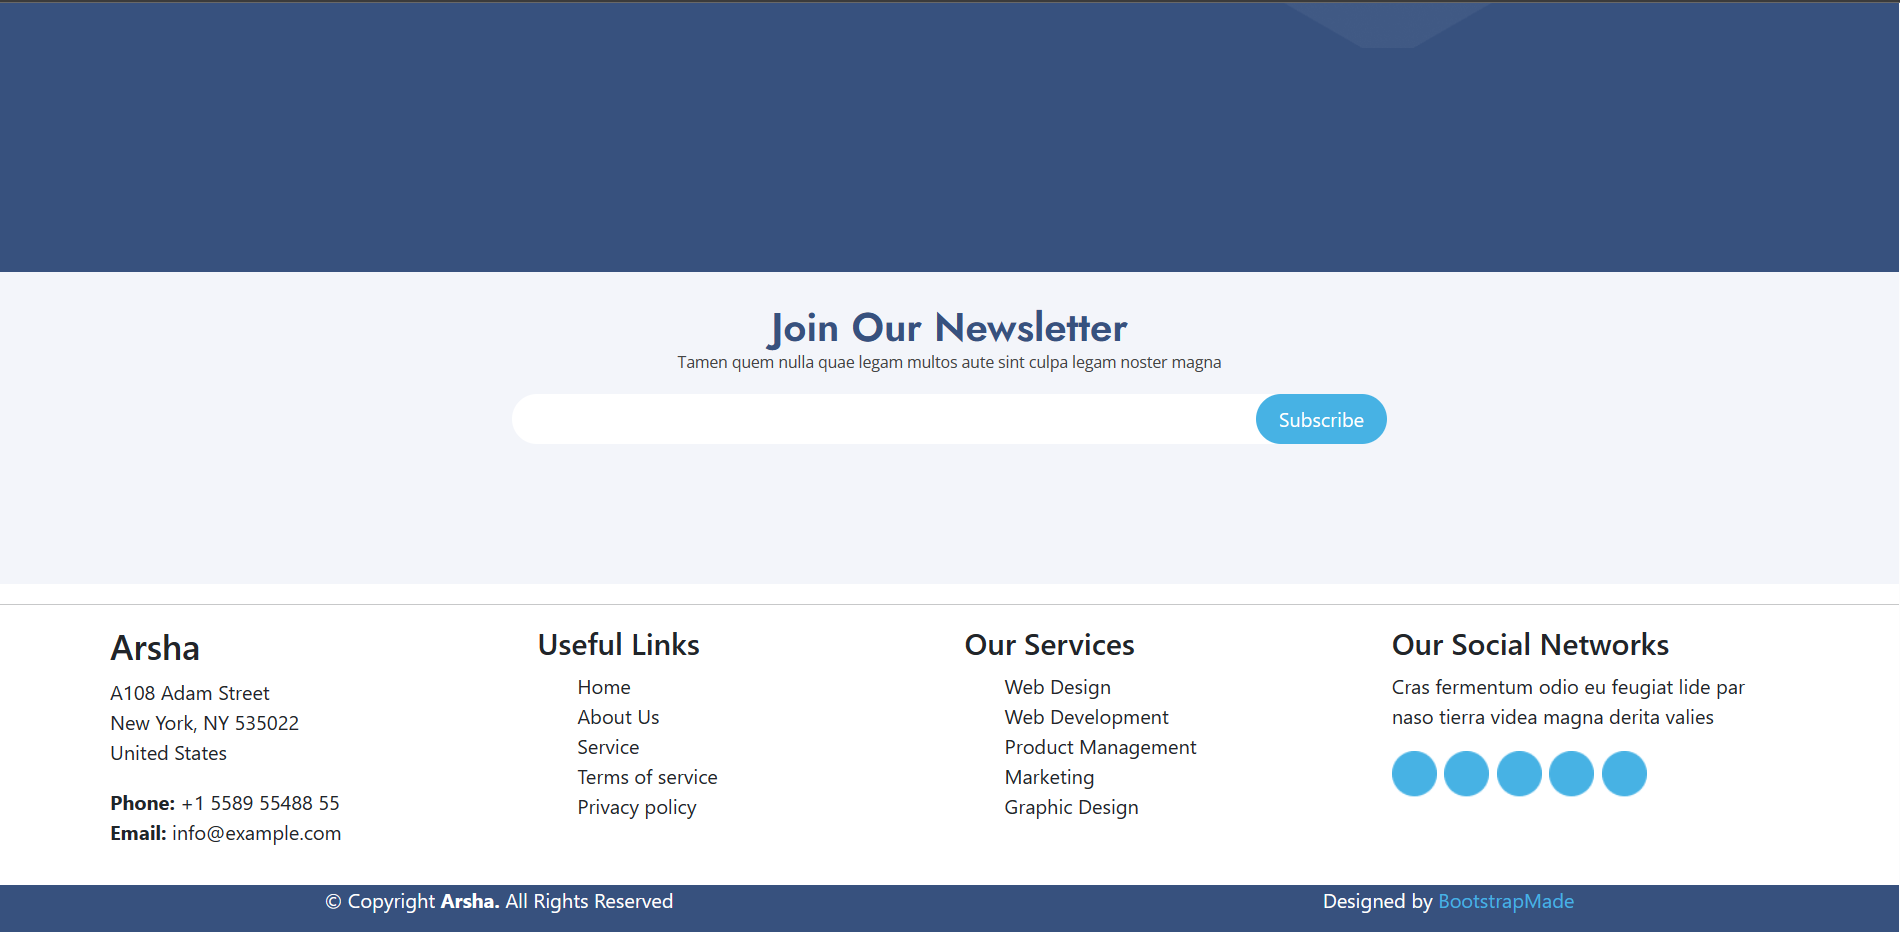 Join Our Newsletter
Tamen quem nulla quae legam multos aute sint culpa legam noster magna
Subscribe
Arsha
A108 Adam Street
New York, NY 535022
United States
Phone: +1 5589 55488 55
Email: info@example.com
Useful Links
Home
About Us
Service
Terms of service
Privacy policy
Our Services
Web Design
Web Development
Product Management
Marketing
Graphic Design
Our Social Networks
Cras fermentum odio eu feugiat lide par
naso tierra videa magna derita valies
© Copyright Arsha. All Rights Reserved
Designed by BootstrapMade